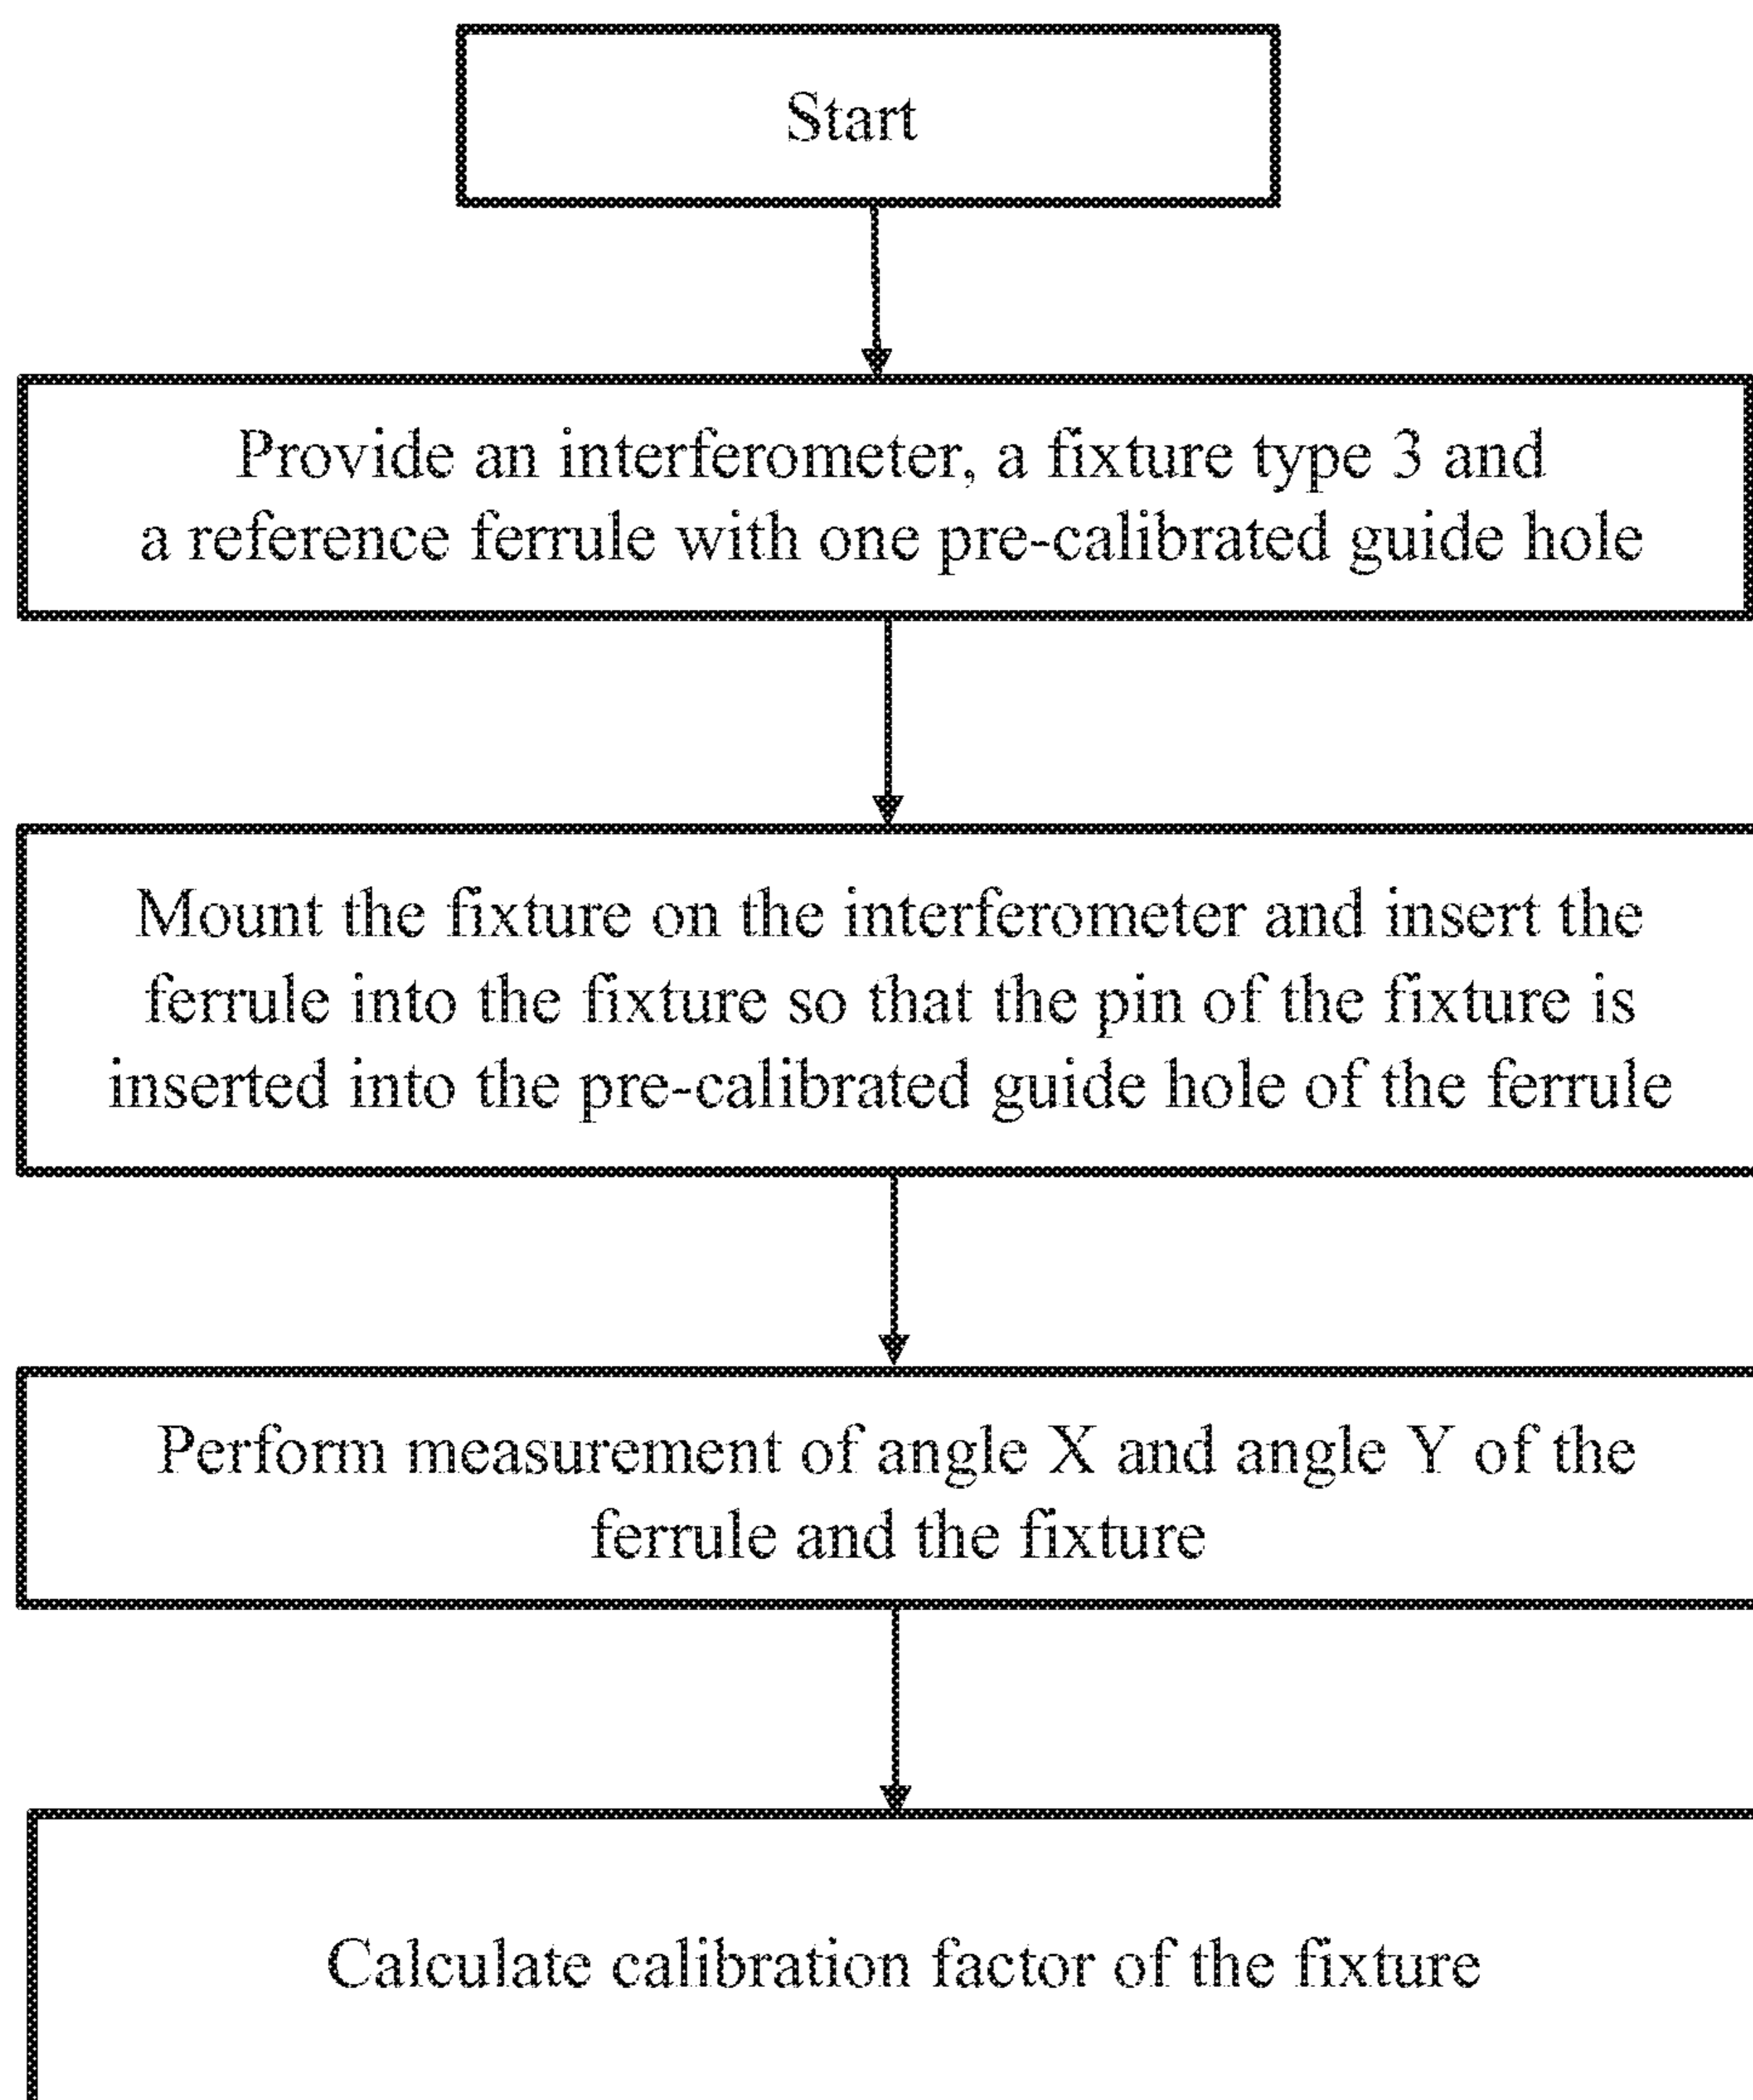 Start
Provide an interferometer, a fixture type 3 and
a reference ferrule with one pre-calibrated guide hole
Mount the fixture on the interferometer and insert the
ferrule into the fixture so that the pin of the fixture is
inserted into the pre-calibrated guide hole of the ferrule
Perform measurement of angle X and angle Y of the
ferrule and the fixture
Calculate calibration factor of the fixture